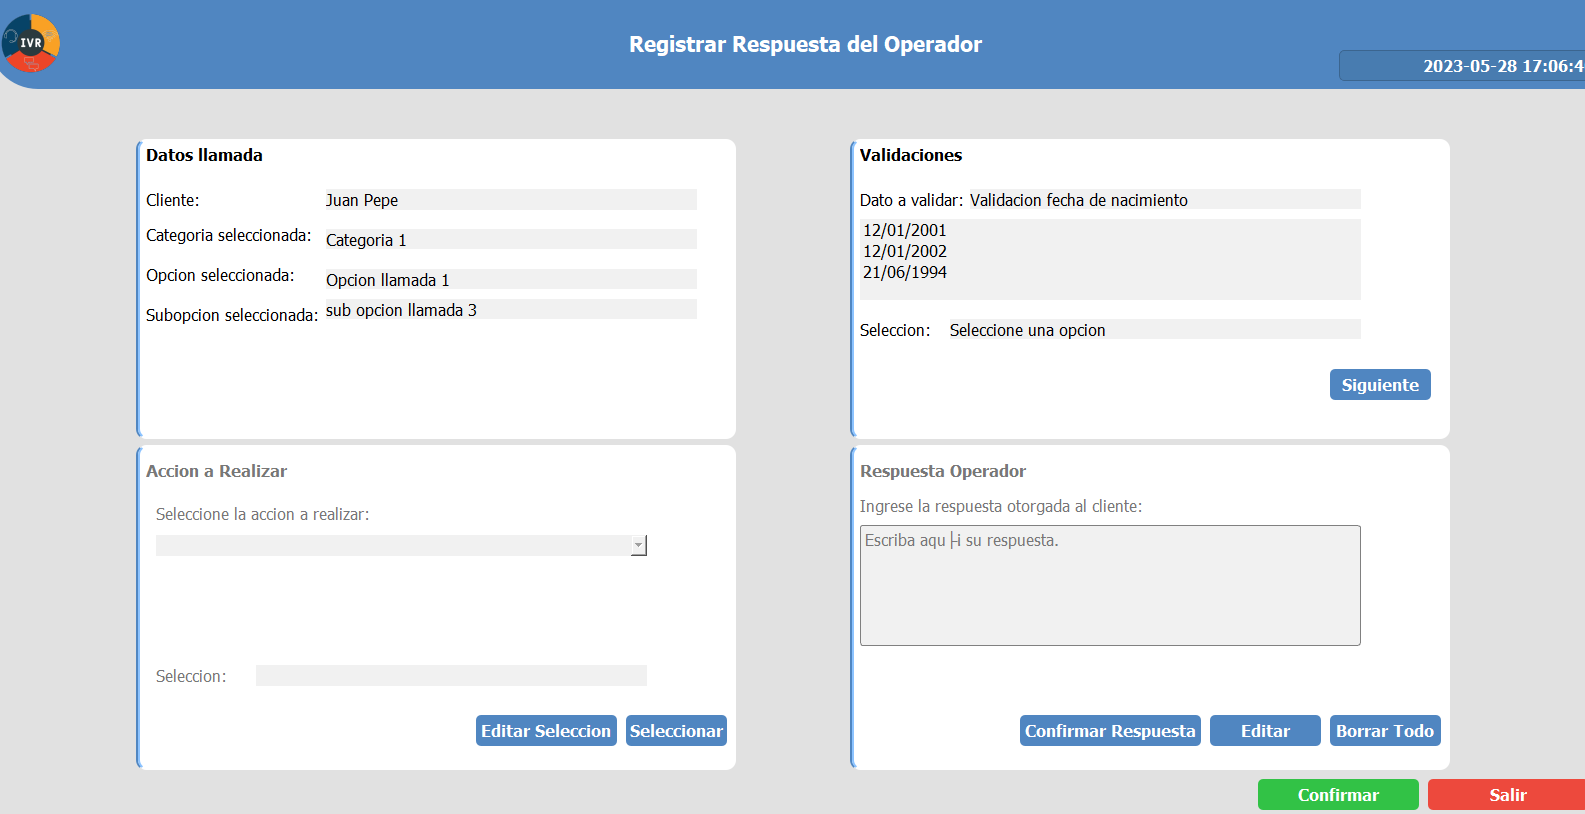 IVR
Registrar Respuesta del Operador
2023-05-28 17:06:4
Datos llamada
Cliente: Juan Pepe
Categoria seleccionada: Categoria 1
Opcion seleccionada: Opcion llamada 1
Subopcion seleccionada: sub opcion llamada 3
Validaciones
Dato a validar: Validacion fecha de nacimiento
12/01/2001
12/01/2002
21/06/1994
Seleccion: Seleccione una opcion
Siguiente
Accion a Realizar
Seleccione la accion a realizar:
Seleccion:
Editar Seleccion Seleccionar
Respuesta Operador
Ingrese la respuesta otorgada al cliente:
Escriba aqu├i su respuesta.
Confirmar Respuesta Editar Borrar Todo
Confirmar Salir